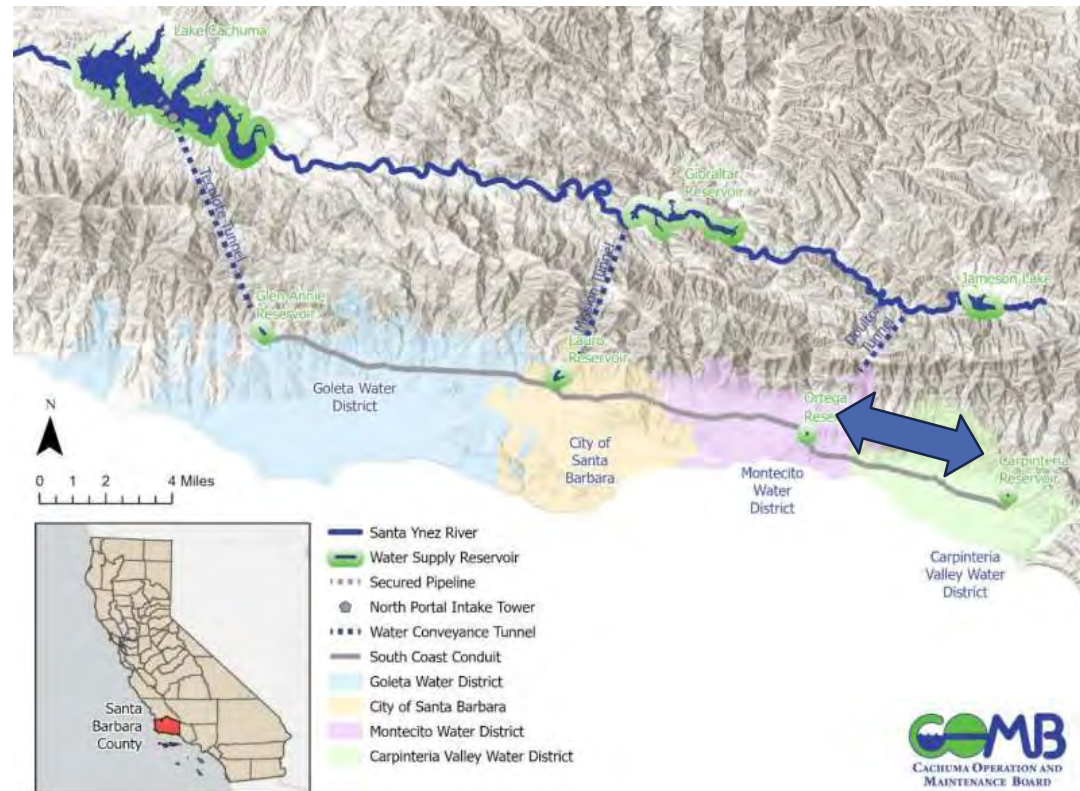 Lake Cachuma
Tecolote Tunnel
Gibraltar
Reservoir
Mission Tunnel
Jameson Lake
Doulton
Tunnel
Glen Annie
Reservoir
Lauro
Reservoir
Goleta Water
District
Ortega
City of
Santa
Barbara
Montecito
Water
District
Carpinteria
Reservoir
Carpinteria
Valley Water
District
N
0 1 2 4 Miles
Santa Ynez River
Water Supply Reservoir
Secured Pipeline
North Portal Intake Tower
Water Conveyance Tunnel
South Coast Conduit
Goleta Water District
City of Santa Barbara
Montecito Water District
Carpinteria Valley Water District
Santa
Barbara
County
COMB
CACHUMA OPERATION AND
MAINTENANCE BOARD